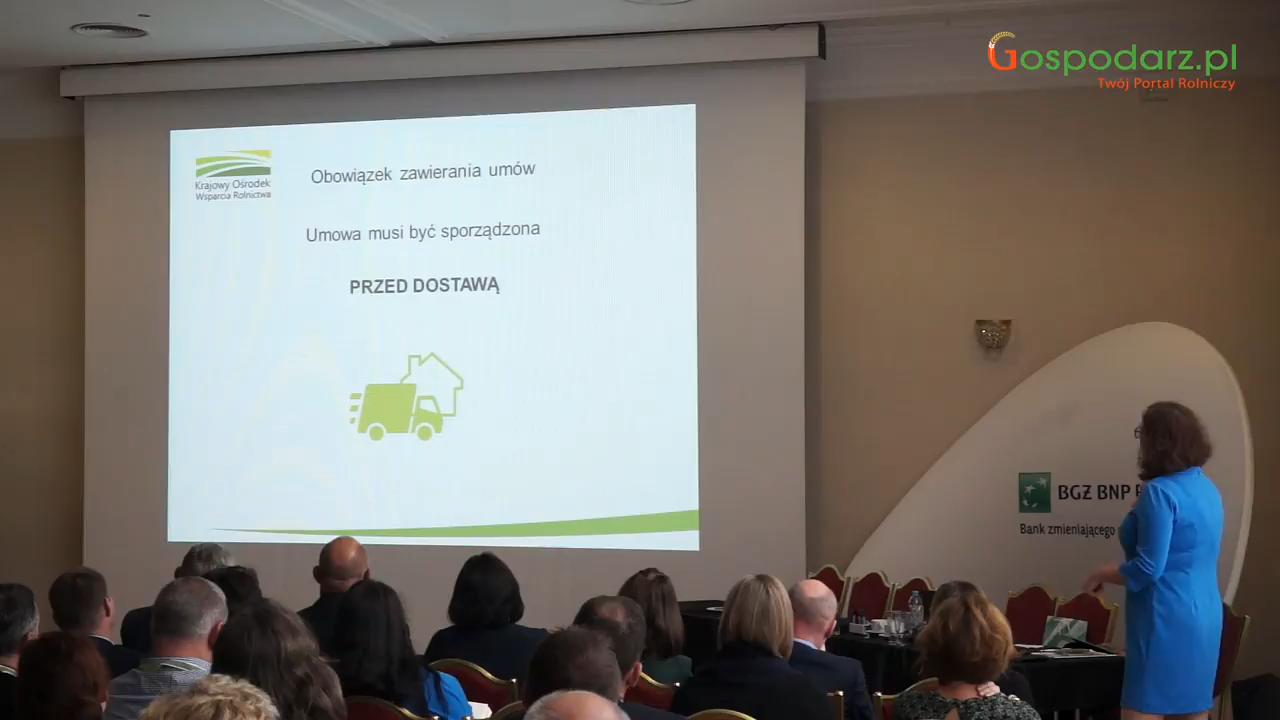 Gospodarz.pl
Twój Portal Rolniczy
Krajowy Ośrodek
Wsparcia Rolnictwa
Obowiązek zawierania umów
Umowa musi być sporządzona
PRZED DOSTAWĄ
BGŻ BNP
Bank zmieniającego